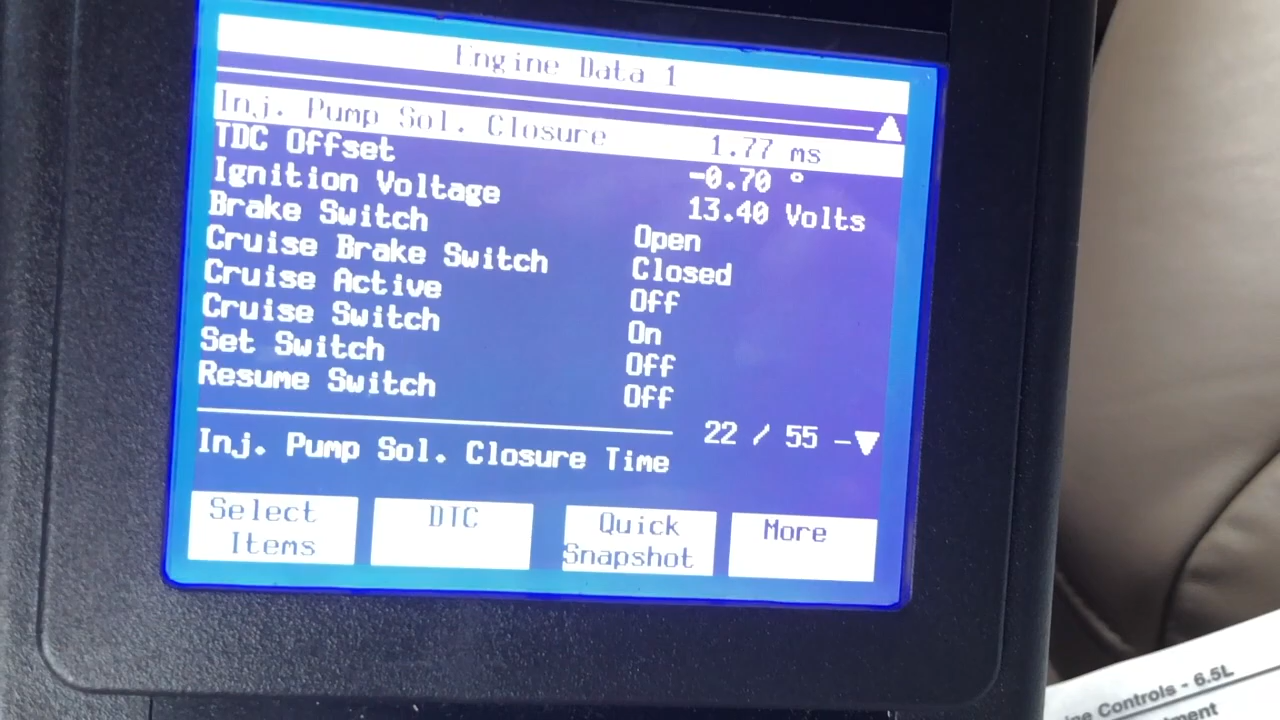 Engine Data 1
Inj. Pump Sol. Closure 1.77 ms
TDC Offset -0.70 °
Ignition Voltage 13.40 Volts
Brake Switch Open
Cruise Brake Switch Closed
Cruise Active Off
Cruise Switch On
Set Switch Off
Resume Switch Off
22 / 55
Inj. Pump Sol. Closure Time
Select Items
DTC
Quick Snapshot
More
Controls - 6.5L